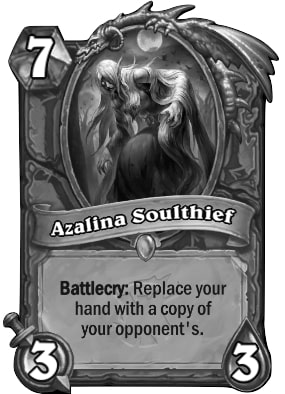 7
Azalina Soulthief
Battlecry: Replace your
hand with a copy of
your opponent's.
3
3